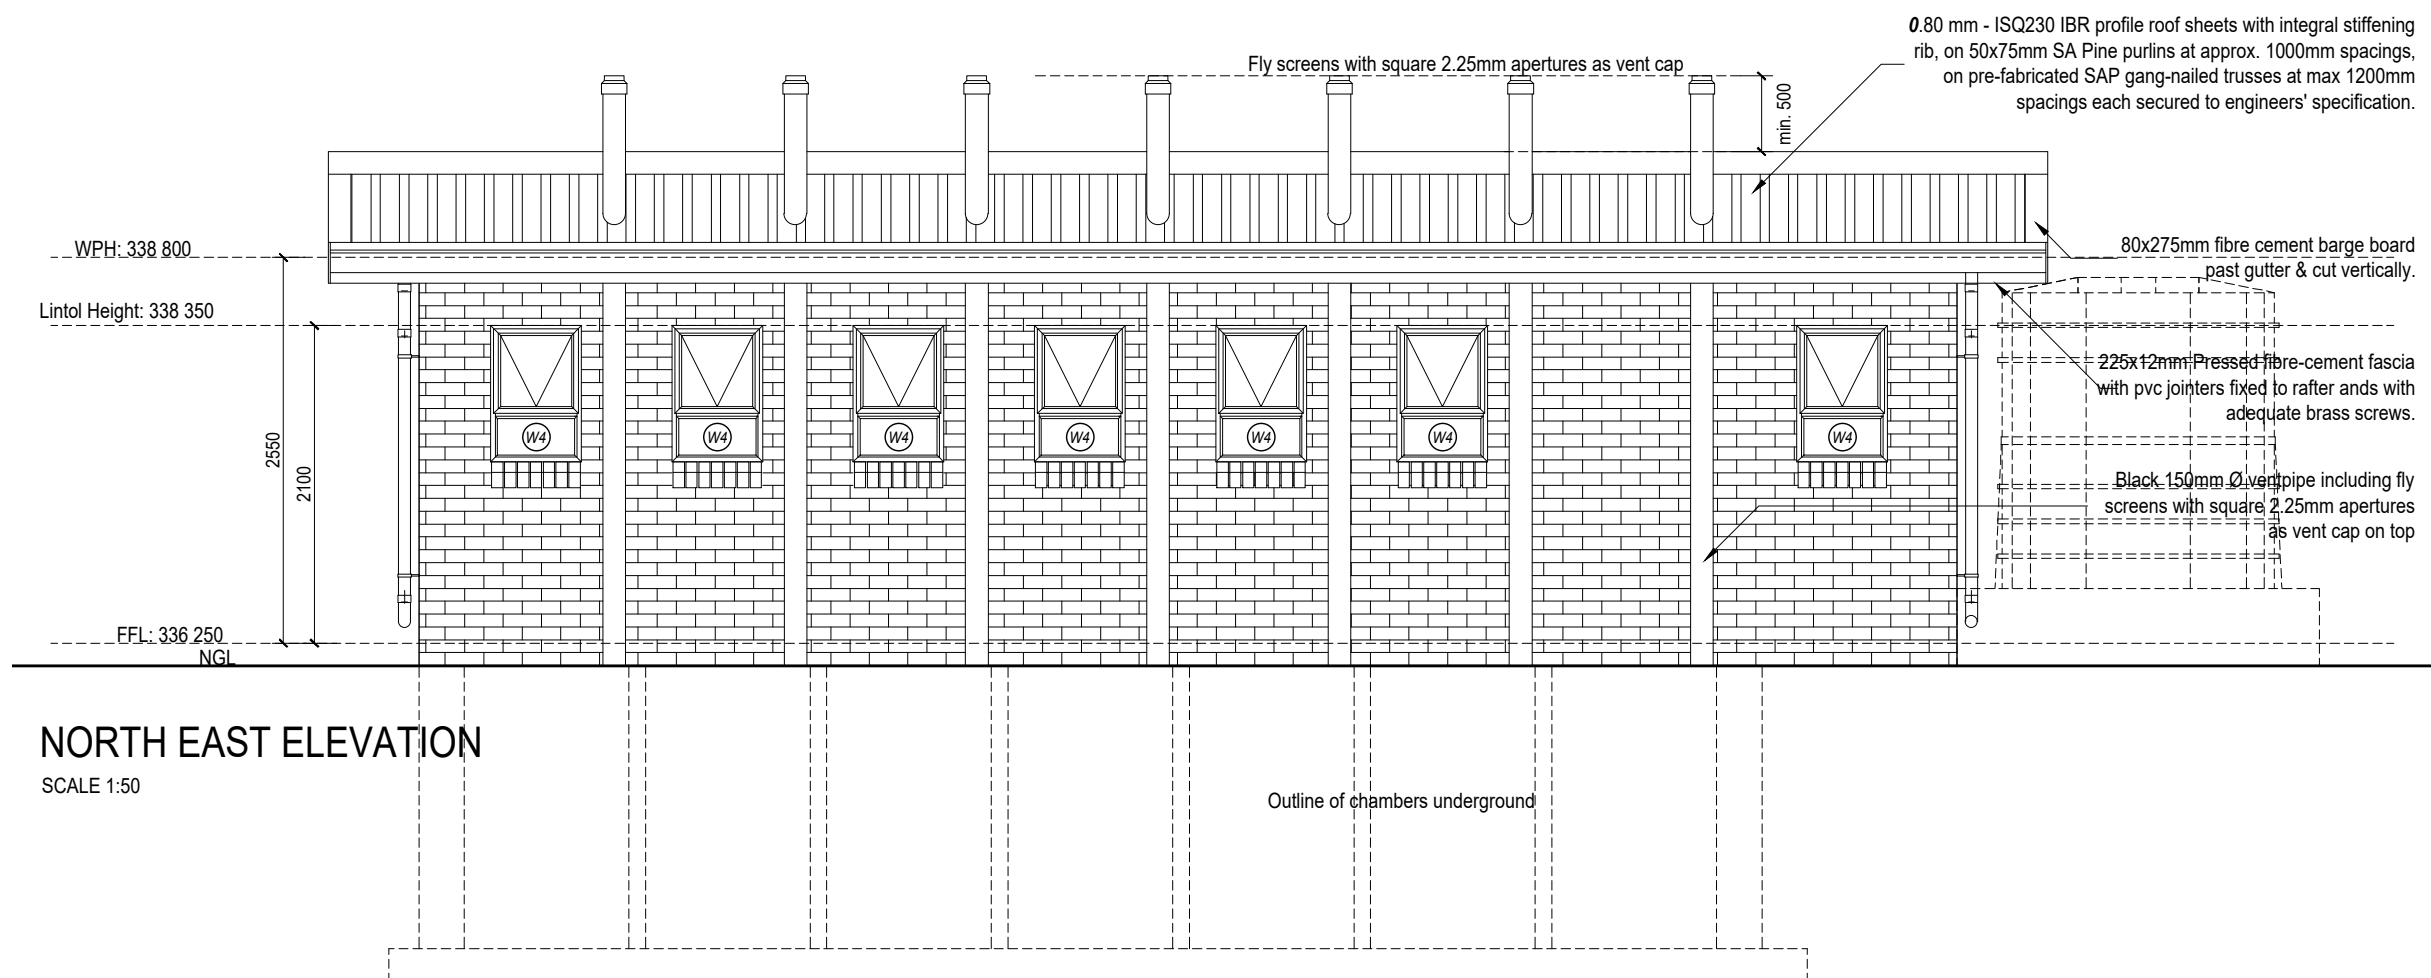 0.80 mm - ISQ230 IBR profile roof sheets with integral stiffening
rib, on 50x75mm SA Pine purlins at approx. 1000mm spacings,
on pre-fabricated SAP gang-nailed trusses at max 1200mm
spacings each secured to engineers' specification.
Fly screens with square 2.25mm apertures as vent cap
min. 500
WPH: 338 800
80x275mm fibre cement barge board
past gutter & cut vertically.
Lintol Height: 338 350
225x12mm Pressed fibre-cement fascia
with pvc jointers fixed to rafter ands with
adequate brass screws.
W4
W4
W4
W4
W4
W4
W4
2550
2100
Black 150mm Ø ventpipe including fly
screens with square 2.25mm apertures
as vent cap on top
FFL: 336 250
NGL
NORTH EAST ELEVATION
SCALE 1:50
Outline of chambers underground